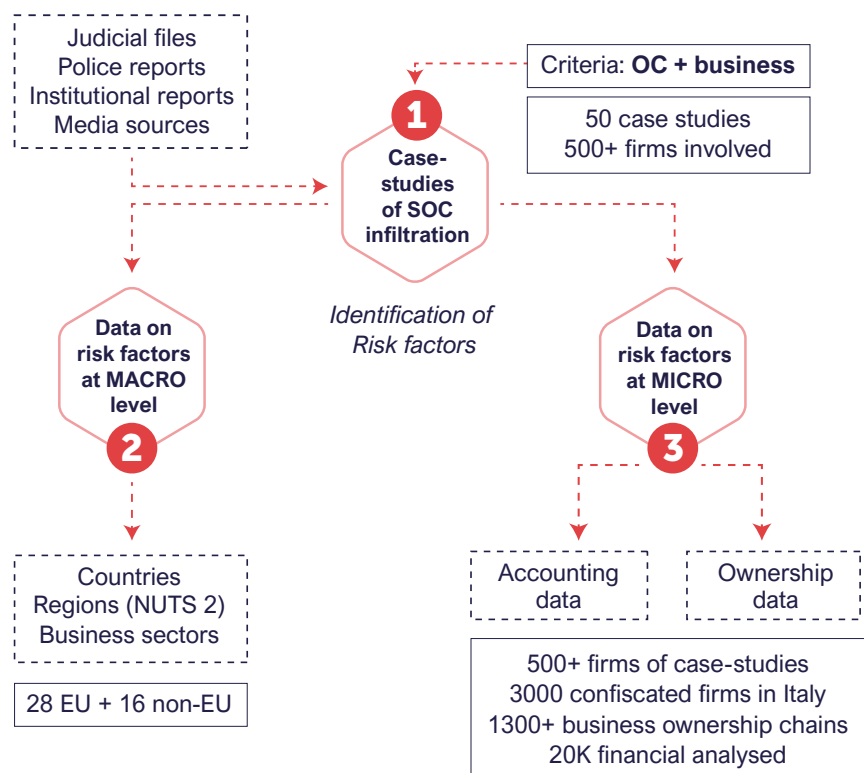 Judicial files
Police reports
Institutional reports
Media sources
Criteria: OC + business
50 case studies
500+ firms involved
1
Case-
studies
of SOC
infiltration
Identification of
Risk factors
Data on
risk factors
at MACRO
level
2
Data on
risk factors
at MICRO
level
3
Countries
Regions (NUTS 2)
Business sectors
28 EU + 16 non-EU
Accounting
data
Ownership
data
500+ firms of case-studies
3000 confiscated firms in Italy
1300+ business ownership chains
20K financial analysed